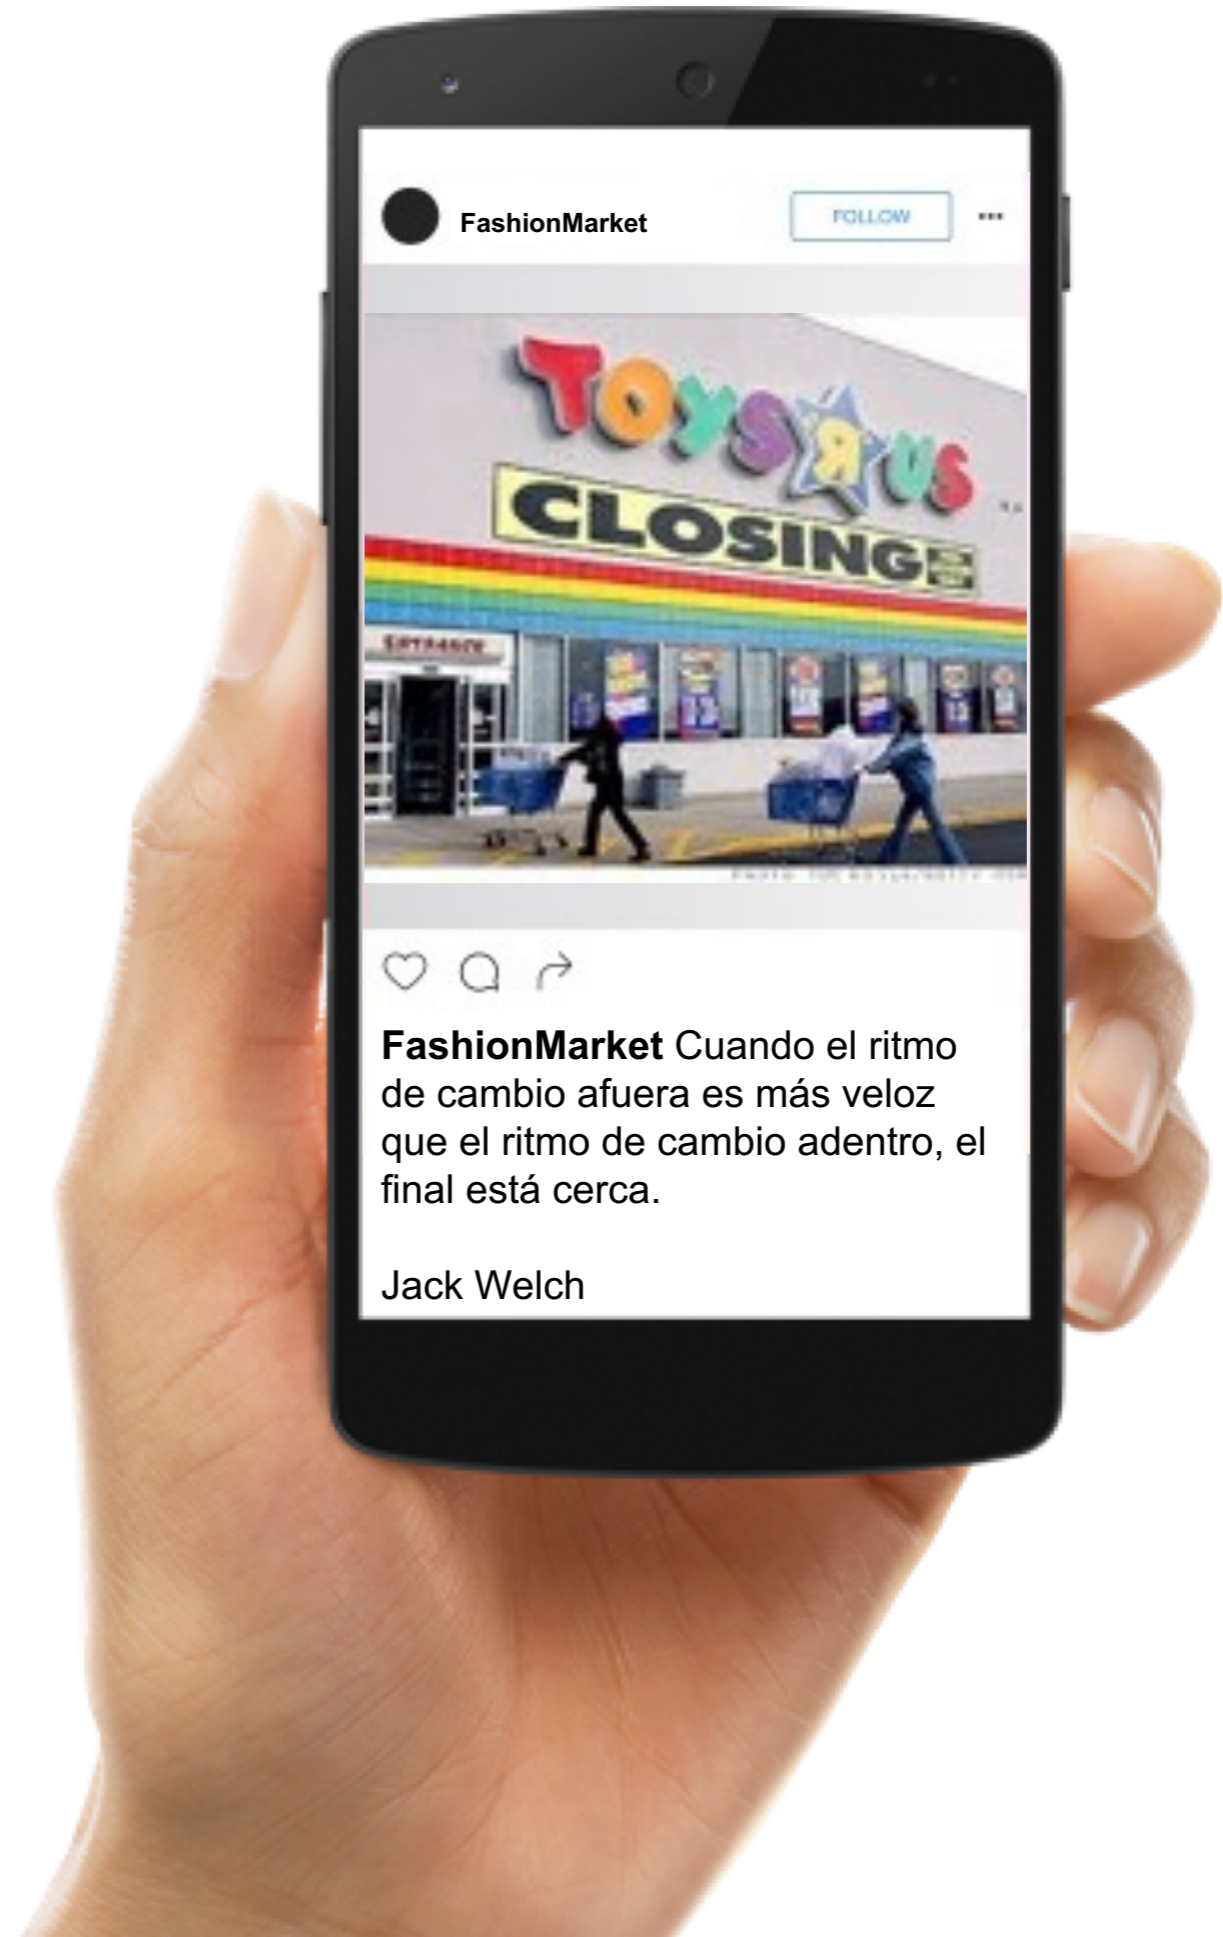 FashionMarket
FOLLOW
TOYS R US
CLOSING
ENTRANCE
FashionMarket Cuando el ritmo
de cambio afuera es más veloz
que el ritmo de cambio adentro, el
final está cerca.
Jack Welch